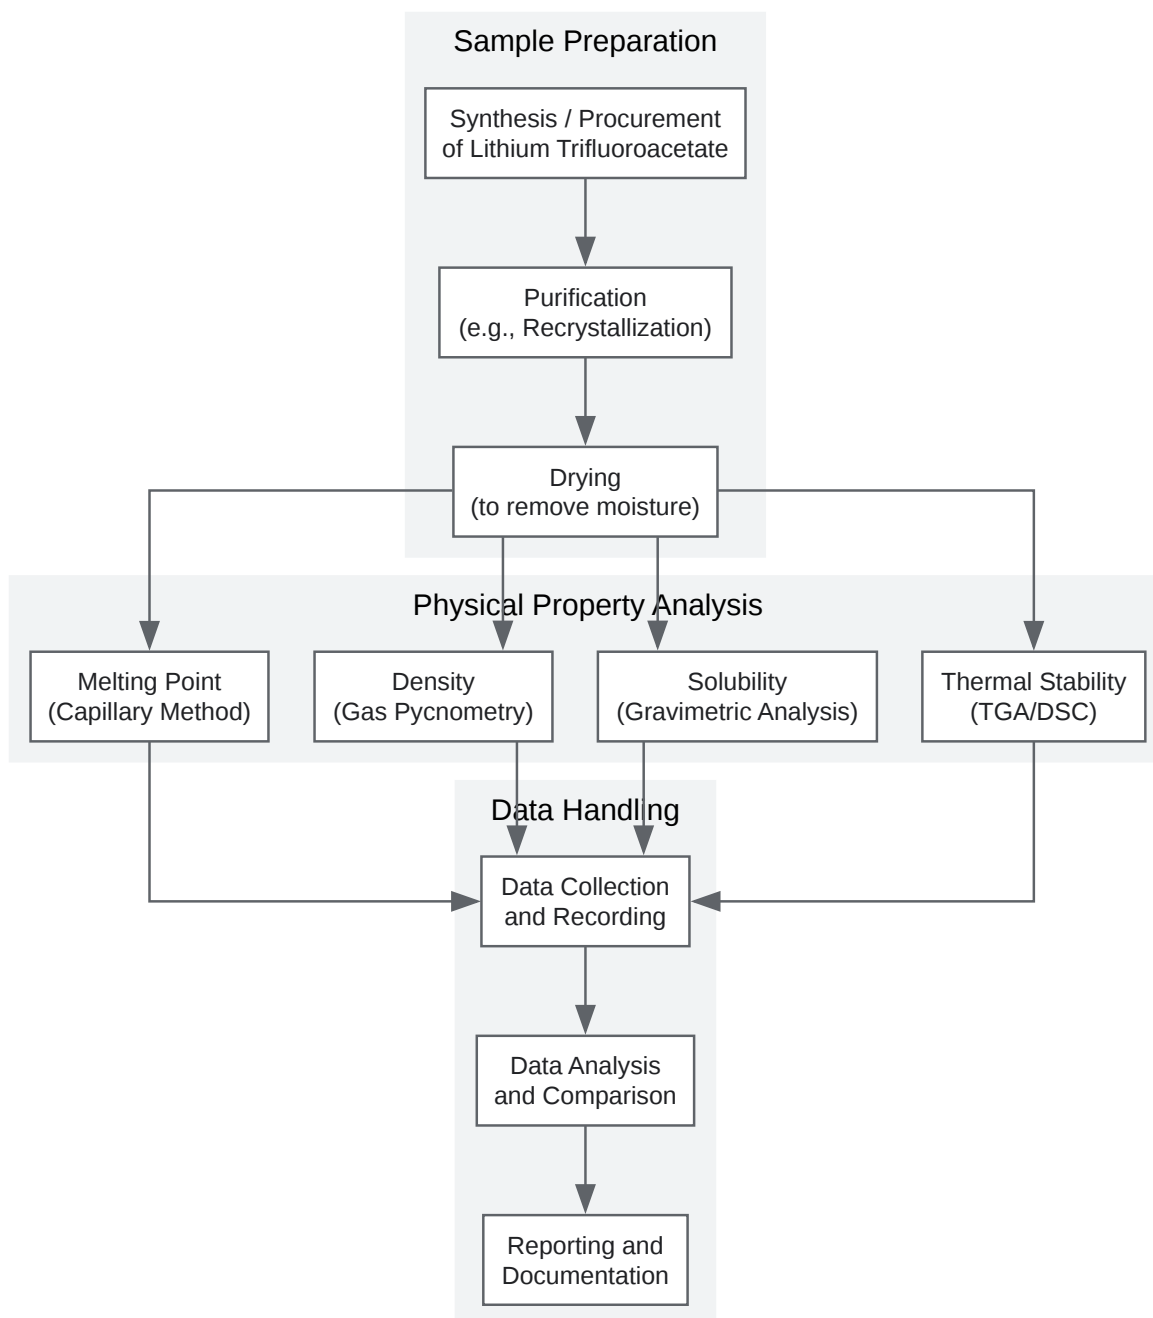 Sample Preparation
Synthesis / Procurement
of Lithium Trifluoroacetate
Purification
(e.g., Recrystallization)
Drying
(to remove moisture)
Physical Property Analysis
Melting Point
(Capillary Method)
Density
(Gas Pycnometry)
Solubility
(Gravimetric Analysis)
Thermal Stability
(TGA/DSC)
Data Handling
Data Collection
and Recording
Data Analysis
and Comparison
Reporting and
Documentation